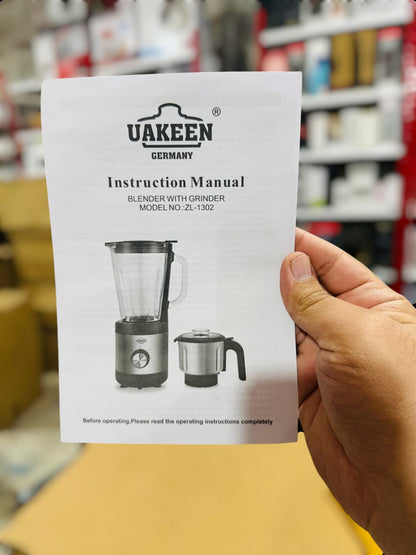 UAKEEN®
GERMANY
Instruction Manual
BLENDER WITH GRINDER
MODEL NO.:ZL-1302
UAKEEN
Before operating,Please read the operating instructions completely